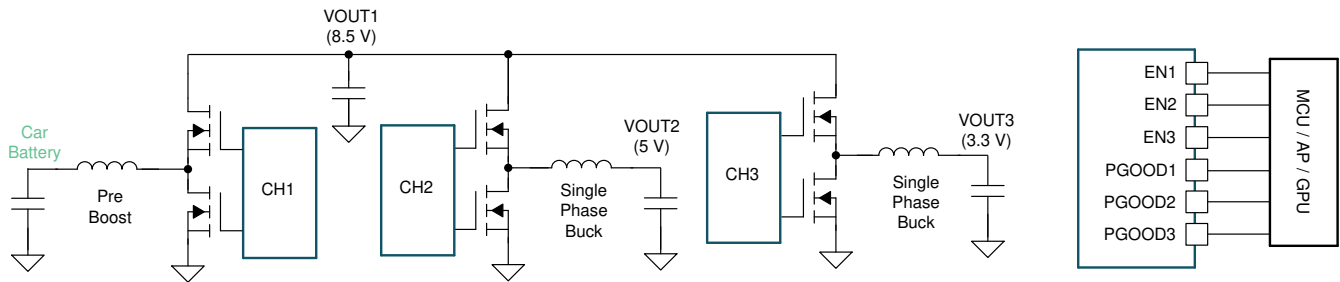 VOUT1
(8.5 V)
Car
Battery
Pre
Boost
CH1
CH2
VOUT2
(5 V)
Single
Phase
Buck
CH3
VOUT3
(3.3 V)
Single
Phase
Buck
EN1
EN2
EN3
PGOOD1
PGOOD2
PGOOD3
MCU / AP / GPU